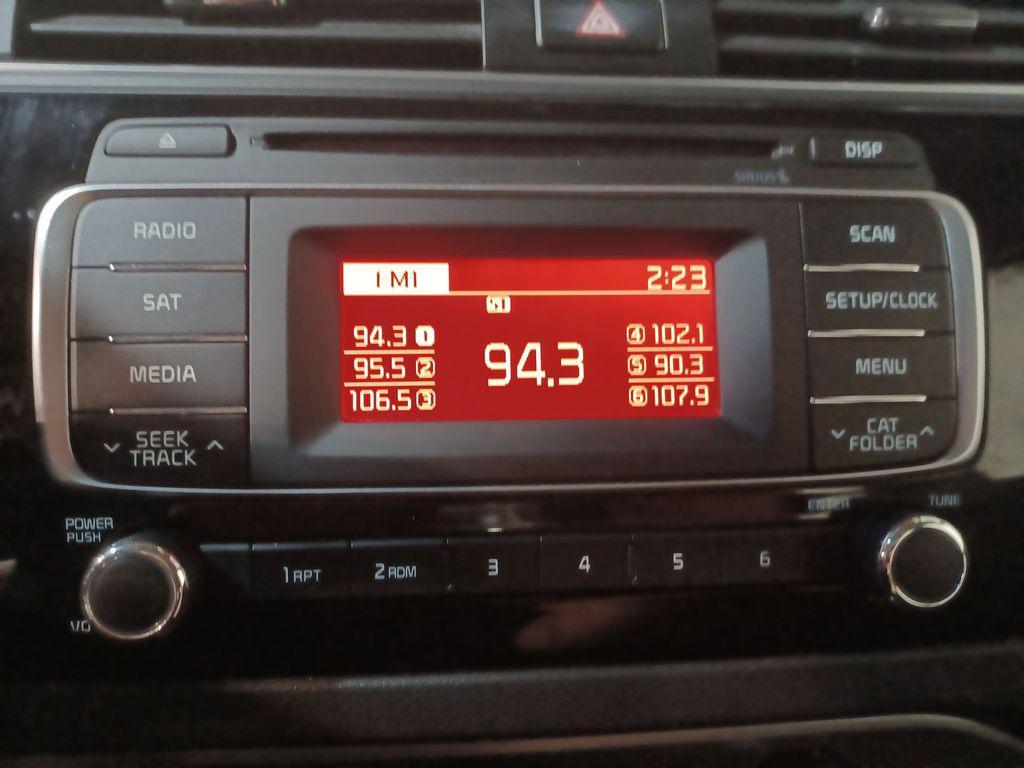 DISP
SIRIUS
RADIO
SAT
MEDIA
SEEK
TRACK
2:23
ST
94.3 1
95.5 2
106.5 3
94.3
4 102.1
5 90.3
6 107.9
SCAN
SETUP/CLOCK
MENU
CAT
FOLDER
POWER
PUSH
ENTER
TUNE
1 RPT
2 RDM
3
4
5
6